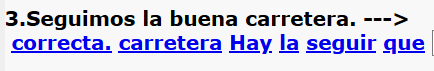 3.Seguimos la buena carretera. --->
correcta. carretera Hay la seguir que